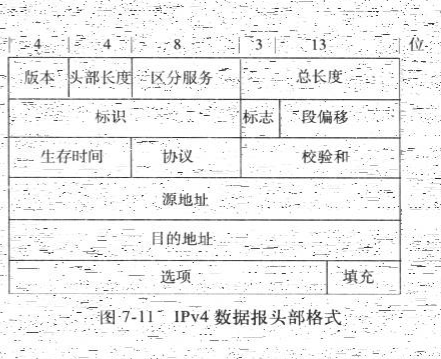 4 4 8 3 13 位
版本 头部长度 区分服务 总长度
标识 标志 段偏移
生存时间 协议 校验和
源地址
目的地址
选项 填充
图 7-11 IPv4 数据报头部格式